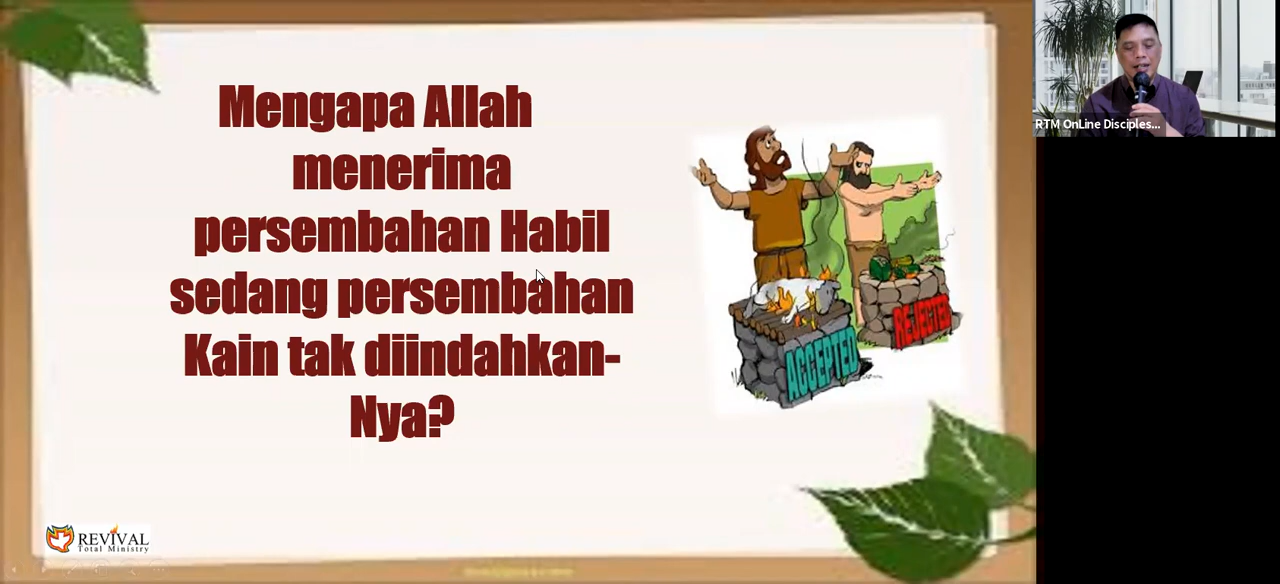 Mengapa Allah
menerima
persembahan Habil
sedang persembahan
Kain tak diindahkan-
Nya?
ACCEPTED
REJECTED
REVIVAL
Total Ministry
RTM OnLine Disciples...